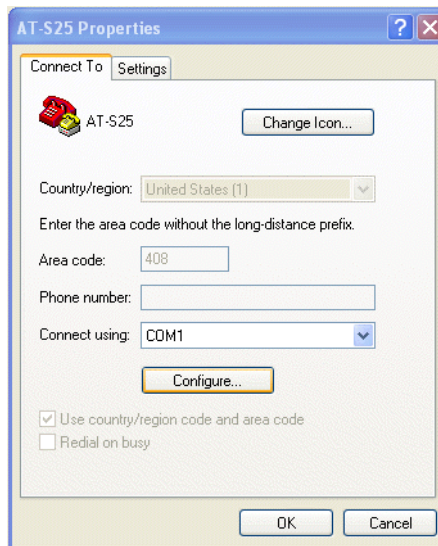 AT-S25 Properties
Connect To Settings
AT-S25 Change Icon...
Country/region: United States (1)
Enter the area code without the long-distance prefix.
Area code: 408
Phone number:
Connect using: COM1
Configure...
Use country/region code and area code
Redial on busy
OK Cancel